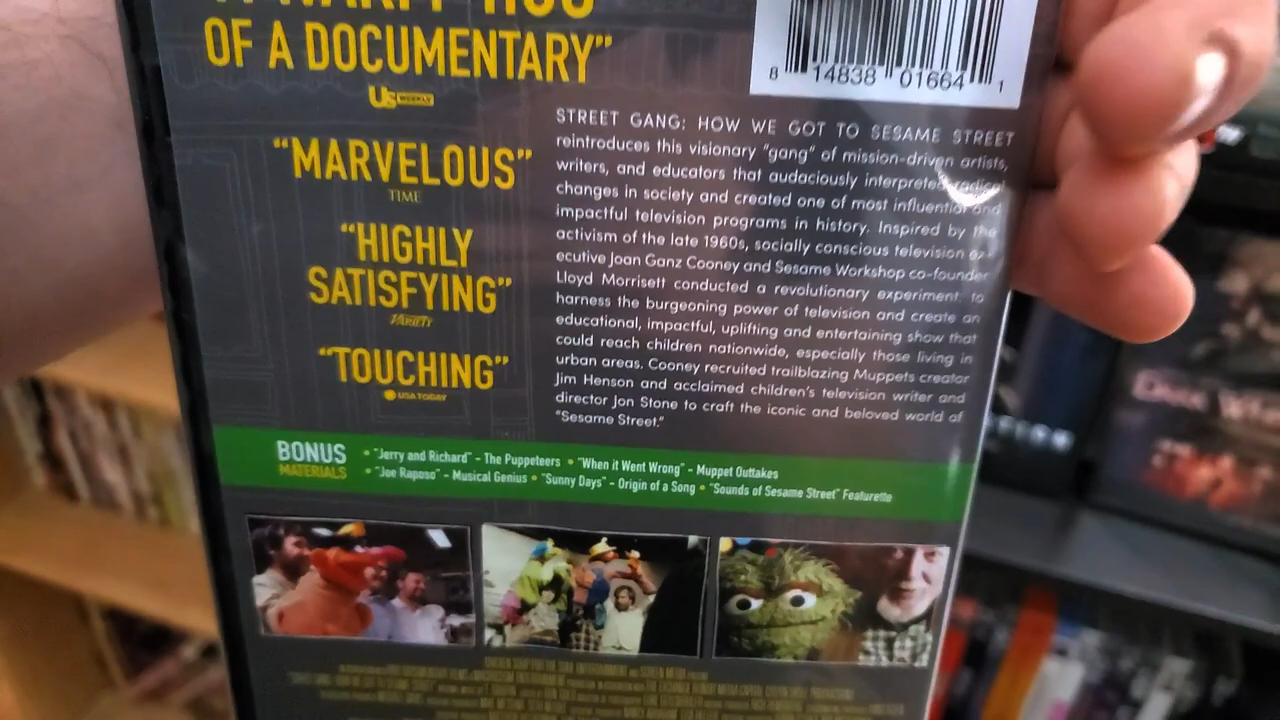 OF A DOCUMENTARY"
Us WEEKLY
8 14838 01664 1
"MARVELOUS"
TIME
"HIGHLY
SATISFYING"
VARIETY
"TOUCHING"
USA TODAY
STREET GANG: HOW WE GOT TO SESAME STREET
reintroduces this visionary "gang" of mission-driven artists,
writers, and educators that audaciously interpreted radical
changes in society and created one of most influential and
impactful television programs in history. Inspired by the
activism of the late 1960s, socially conscious television ex-
ecutive Joan Ganz Cooney and Sesame Workshop co-founder
Lloyd Morrisett conducted a revolutionary experiment: to
harness the burgeoning power of television and create an
educational, impactful, uplifting and entertaining show that
could reach children nationwide, especially those living in
urban areas. Cooney recruited trailblazing Muppets creator
Jim Henson and acclaimed children's television writer and
director Jon Stone to craft the iconic and beloved world of
"Sesame Street."
BONUS
MATERIALS
• "Jerry and Richard" - The Puppeteers • "When it Went Wrong" - Muppet Outtakes
• "Joe Raposo" - Musical Genius • "Sunny Days" - Origin of a Song • "Sounds of Sesame Street" Featurette